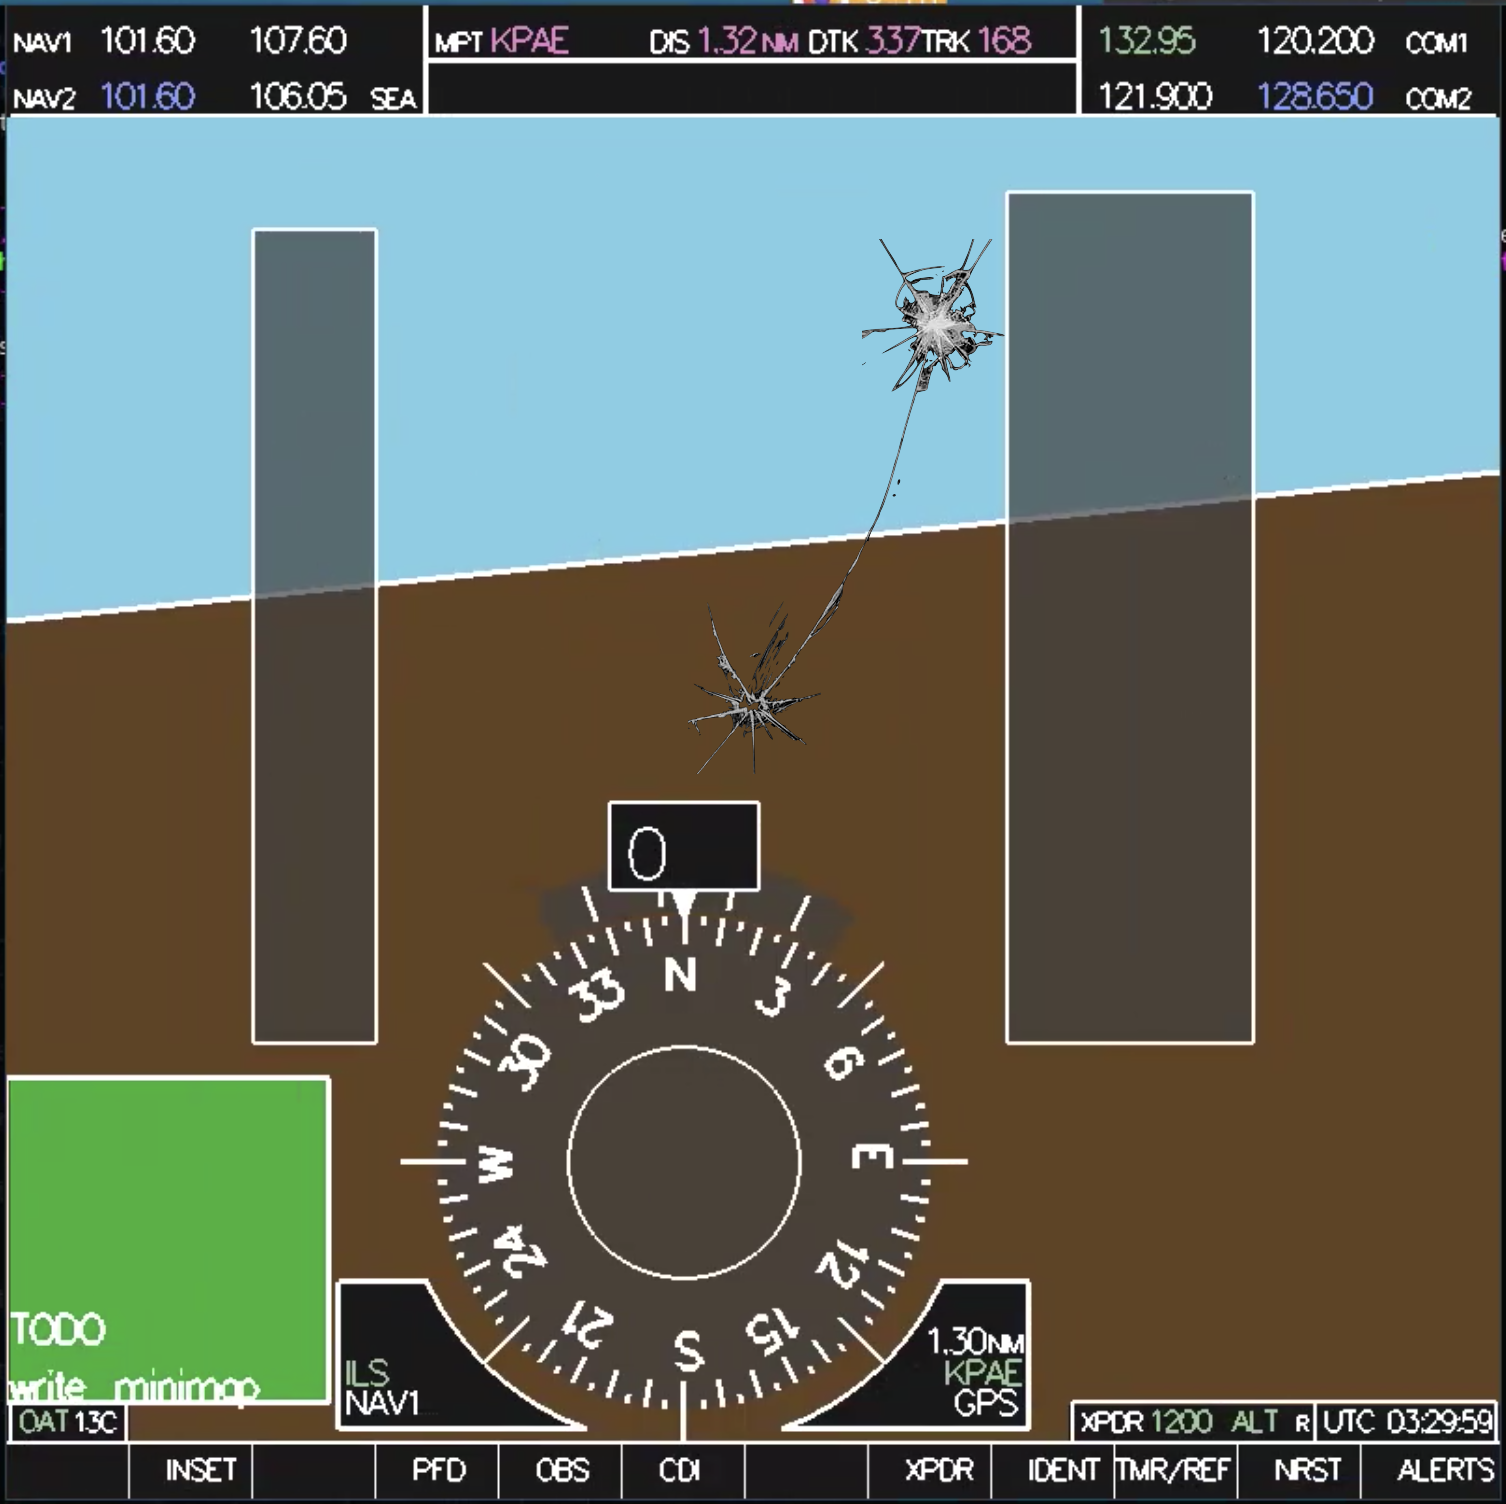 NAV1 101.60 107.60
MPT KPAE DIS 1.32NM DTK 337 TRK 168
132.95 120.200 COM1
NAV2 101.60 106.05 SEA
121.900 128.650 COM2
0
N 3 6 E 12 15 S 21 24 W 30 33
TODO
write minimap
ILS
NAV1
1.30NM
KPAE
GPS
OAT 13C
XPDR 1200 ALT R UTC 03:29:59
INSET PFD OBS CDI XPDR IDENT TMR/REF NRST ALERTS